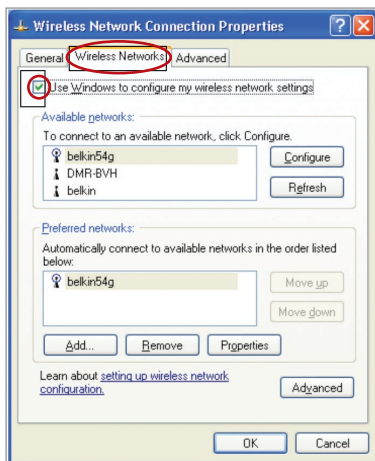 Wireless Network Connection Properties
General Wireless Networks Advanced
Use Windows to configure my wireless network settings
Available networks:
To connect to an available network, click Configure.
belkin54g
Configure
DMR-BVH
belkin
Refresh
Preferred networks:
Automatically connect to available networks in the order listed
below:
belkin54g
Move up
Move down
Add... Remove Properties
Learn about setting up wireless network
configuration.
Advanced
OK Cancel